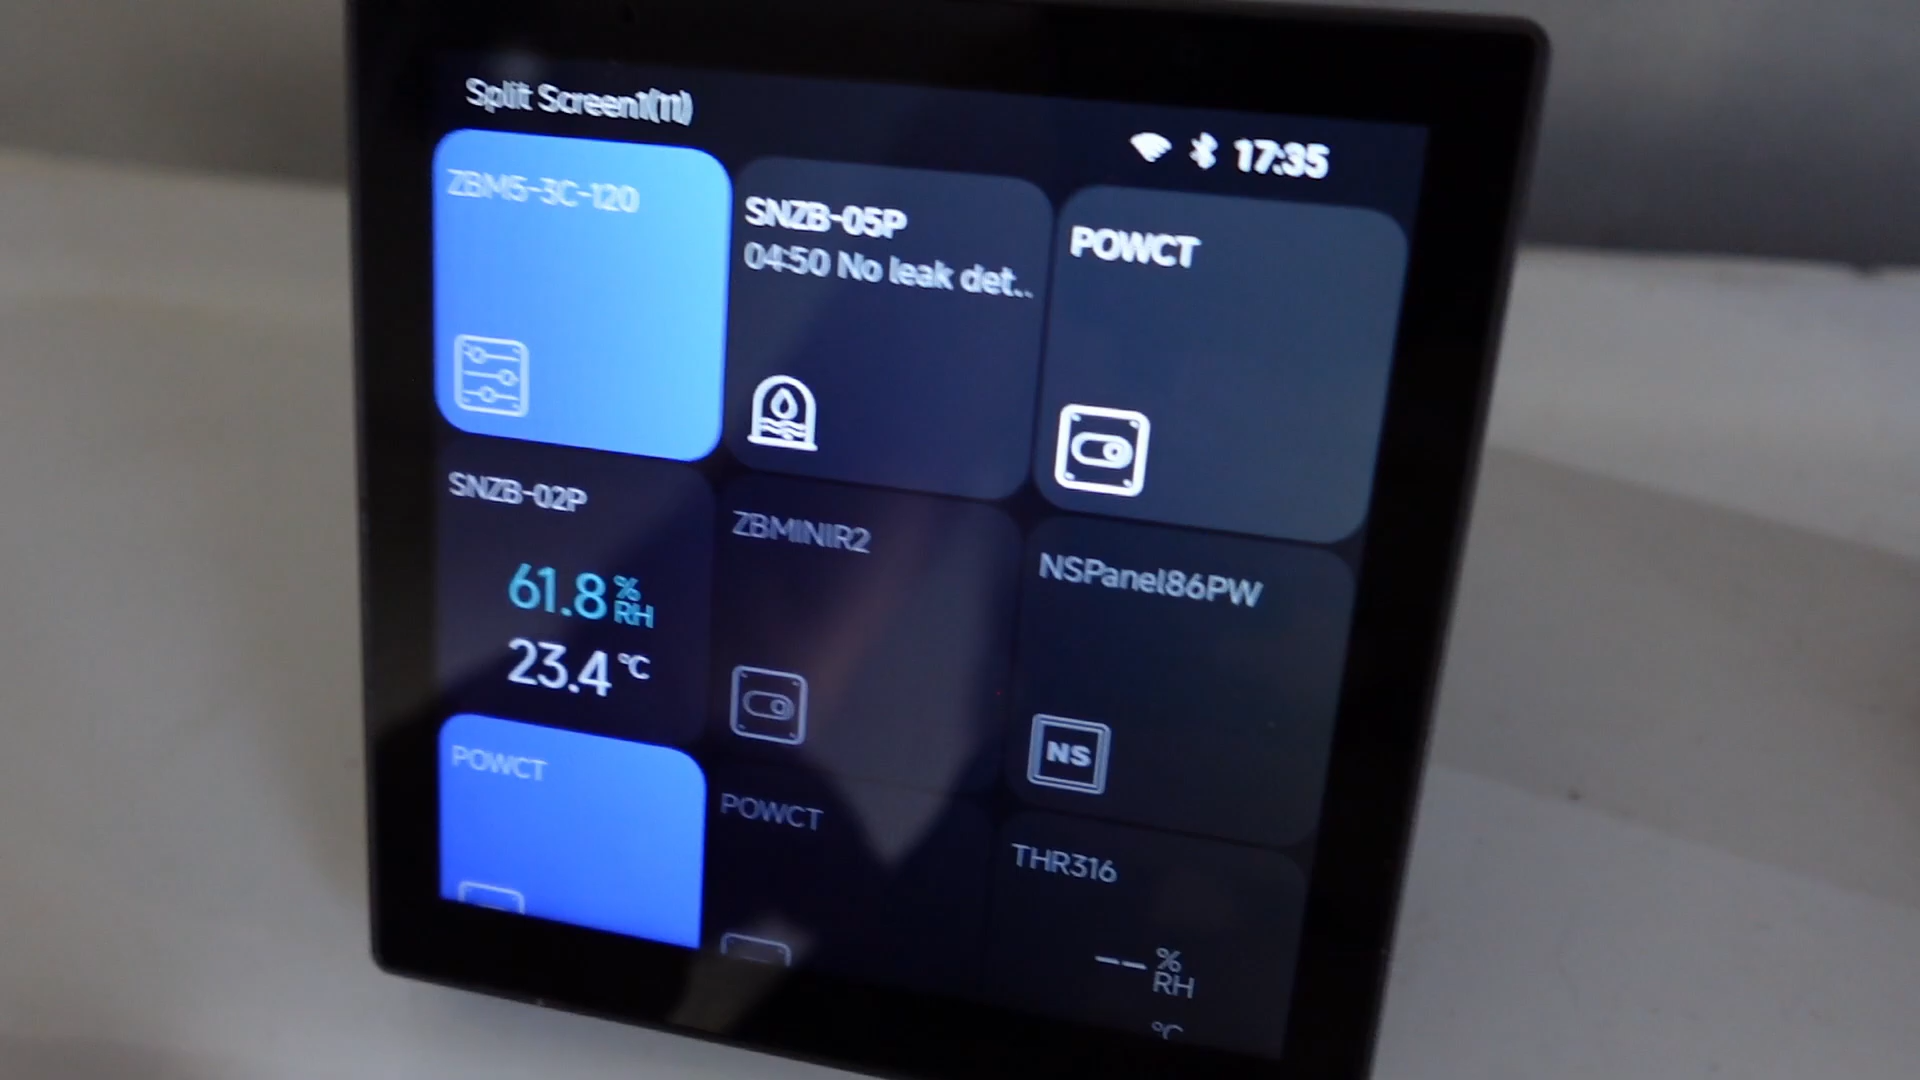 Split Screen1(11)
17:35
ZBM5-3C-120
SNZB-05P
04:50 No leak det..
POWCT
SNZB-02P
61.8 % RH
23.4 °C
ZBMINIR2
NSPanel86PW
NS
POWCT
POWCT
THR316
-- % RH
°C